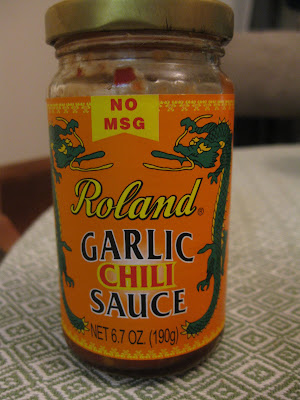 NO
MSG
Roland®
GARLIC
CHILI
SAUCE
NET 6.7 OZ. (190g)